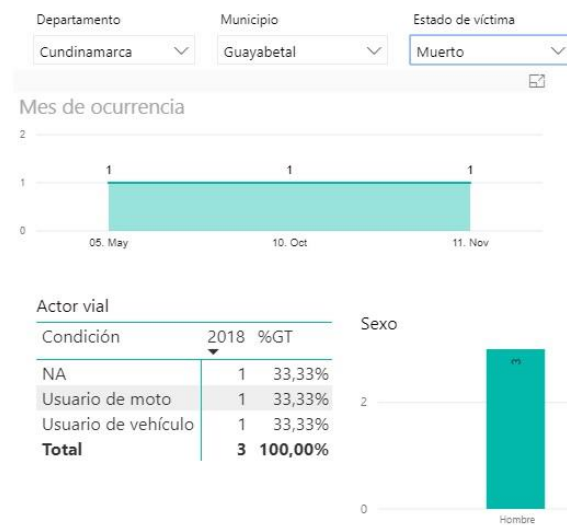 Departamento Municipio Estado de víctima
Cundinamarca Guayabetal Muerto
Mes de ocurrencia
2
1 1 1
1
0
05. May 10. Oct 11. Nov
Actor vial
Condición 2018 %GT
NA 1 33,33%
Usuario de moto 1 33,33%
Usuario de vehículo 1 33,33%
Total 3 100,00%
Sexo
3
2
0
Hombre